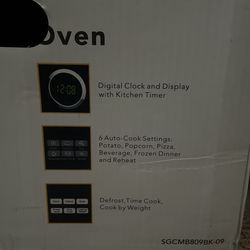 Oven
12:08
Digital Clock and Display
with Kitchen Timer
6 Auto-Cook Settings:
Potato, Popcorn, Pizza,
Beverage, Frozen Dinner
and Reheat
Defrost, Time Cook,
Cook by Weight
SGCMB809BK-09